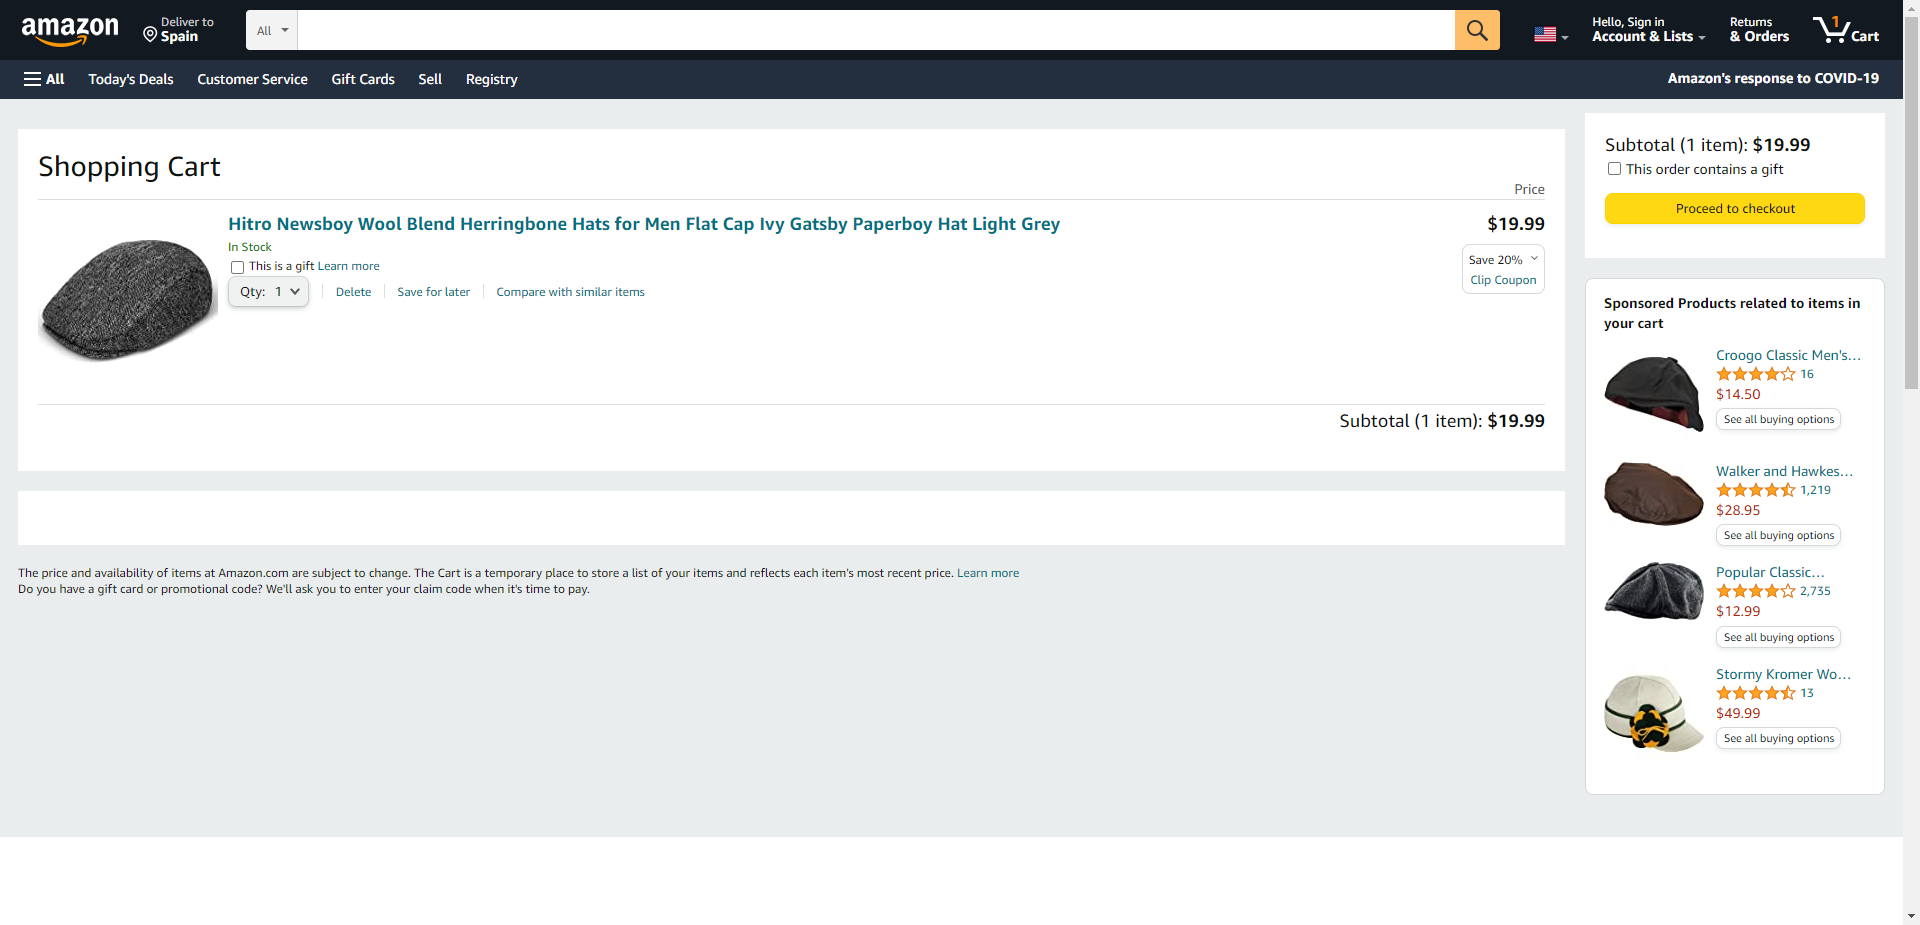 amazon
Deliver to
Spain
All
Hello, Sign in
Account & Lists
Returns
& Orders
1
Cart
All
Today's Deals
Customer Service
Gift Cards
Sell
Registry
Amazon's response to COVID-19
Shopping Cart
Price
Hitro Newsboy Wool Blend Herringbone Hats for Men Flat Cap Ivy Gatsby Paperboy Hat Light Grey
$19.99
In Stock
This is a gift Learn more
Qty: 1
Delete
Save for later
Compare with similar items
Save 20%
Clip Coupon
Subtotal (1 item): $19.99
The price and availability of items at Amazon.com are subject to change. The Cart is a temporary place to store a list of your items and reflects each item's most recent price. Learn more
Do you have a gift card or promotional code? We'll ask you to enter your claim code when it's time to pay.
Subtotal (1 item): $19.99
This order contains a gift
Proceed to checkout
Sponsored Products related to items in
your cart
Croogo Classic Men's...
16
$14.50
See all buying options
Walker and Hawkes...
1,219
$28.95
See all buying options
Popular Classic...
2,735
$12.99
See all buying options
Stormy Kromer Wo...
13
$49.99
See all buying options